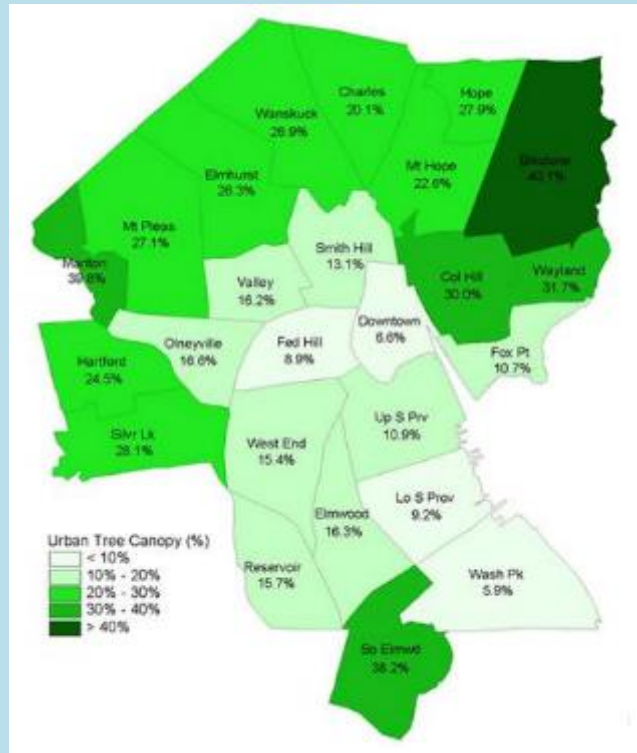 Charles
20.1%
Hope
27.9%
Wanskuck
26.9%
Blackstone
40.1%
Elmhurst
26.3%
Mt Hope
22.6%
Mt Pleas
27.1%
Smith Hill
13.1%
Manton
39.8%
Valley
16.2%
Col Hill
30.0%
Wayland
31.7%
Downtown
6.6%
Olneyville
16.6%
Fed Hill
8.9%
Fox Pt
10.7%
Hartford
24.5%
Silvr Lk
28.1%
Up S Prv
10.9%
West End
15.4%
Elmwood
16.3%
Lo S Prov
9.2%
Reservoir
15.7%
Wash Pk
5.9%
So Elmwd
38.2%
Urban Tree Canopy (%)
< 10%
10% - 20%
20% - 30%
30% - 40%
> 40%